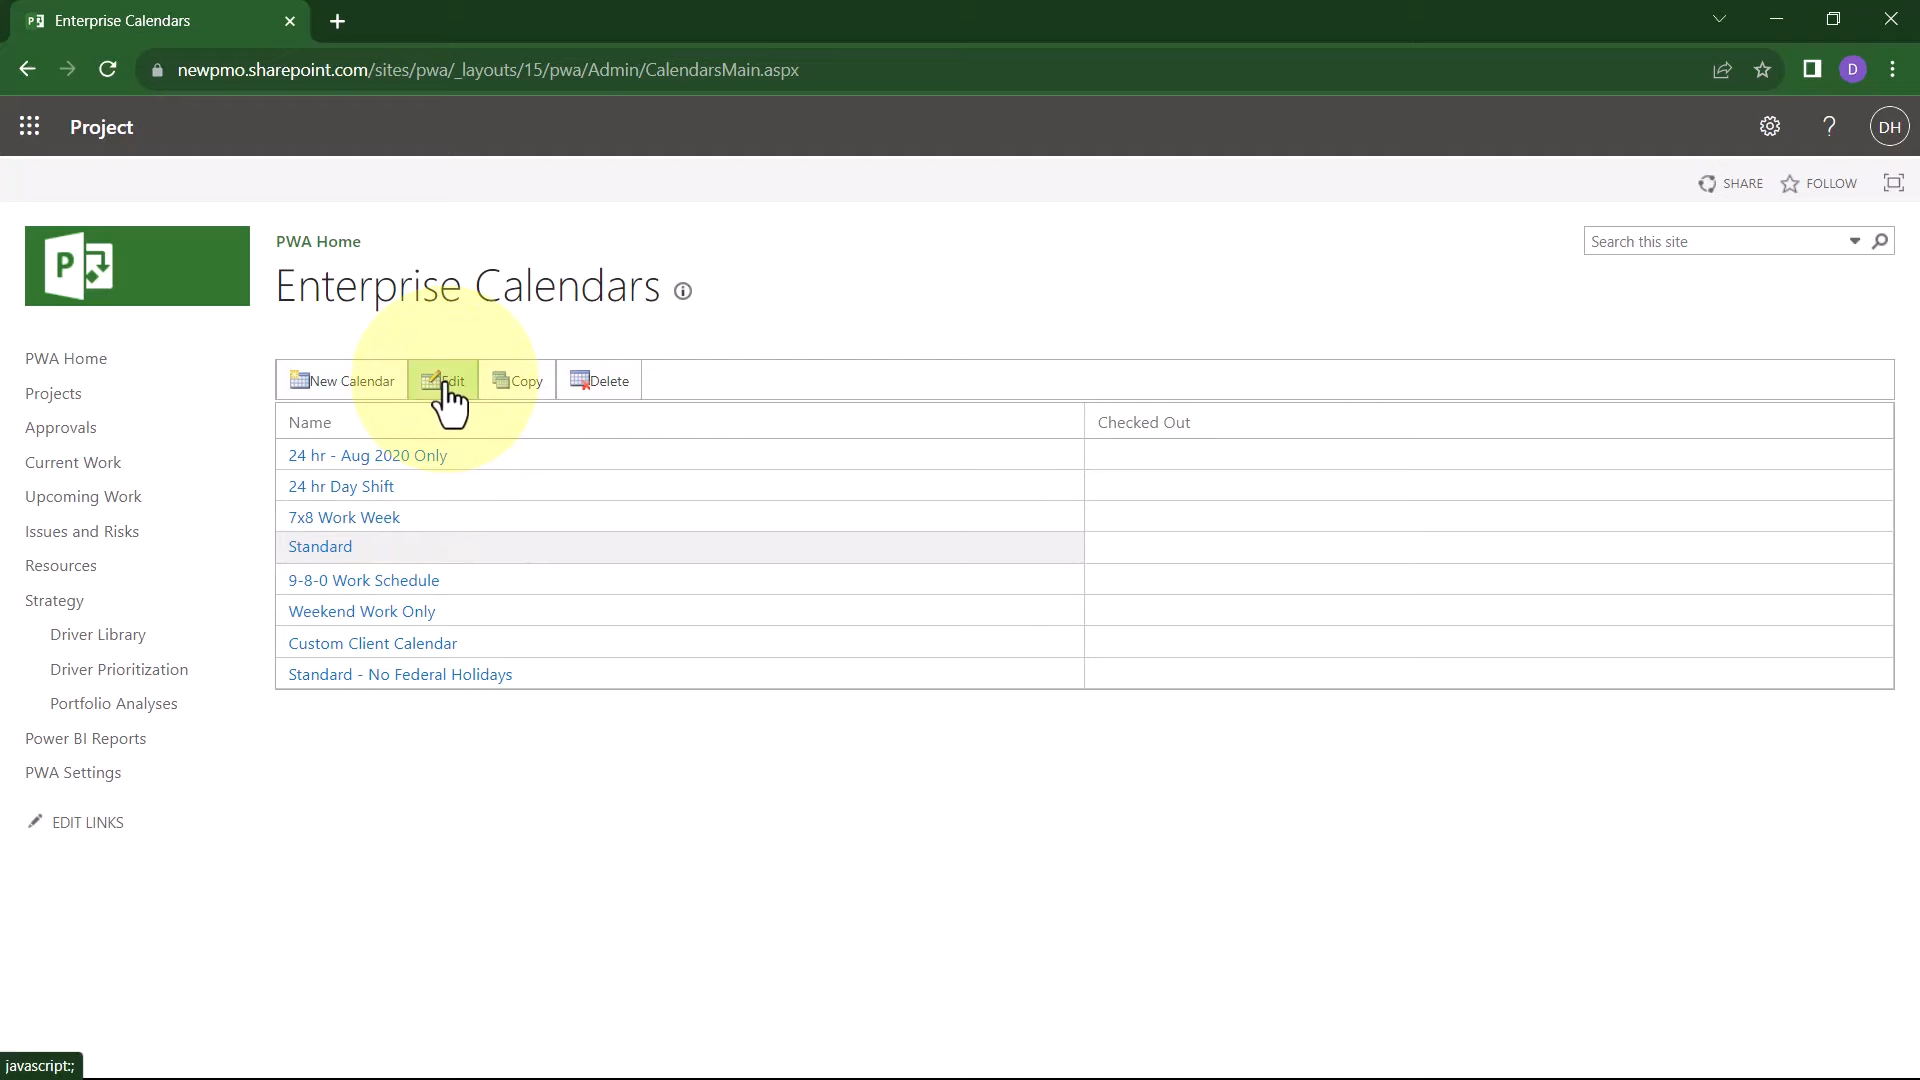 Enterprise Calendars
newpmo.sharepoint.com/sites/pwa/_layouts/15/pwa/Admin/CalendarsMain.aspx
D
Project
?
DH
SHARE
FOLLOW
P
PWA Home
Search this site
Enterprise Calendars
New Calendar
Edit
Copy
Delete
Name
Checked Out
24 hr - Aug 2020 Only
24 hr Day Shift
7x8 Work Week
Standard
9-8-0 Work Schedule
Weekend Work Only
Custom Client Calendar
Standard - No Federal Holidays
PWA Home
Projects
Approvals
Current Work
Upcoming Work
Issues and Risks
Resources
Strategy
Driver Library
Driver Prioritization
Portfolio Analyses
Power BI Reports
PWA Settings
EDIT LINKS
javascript:;